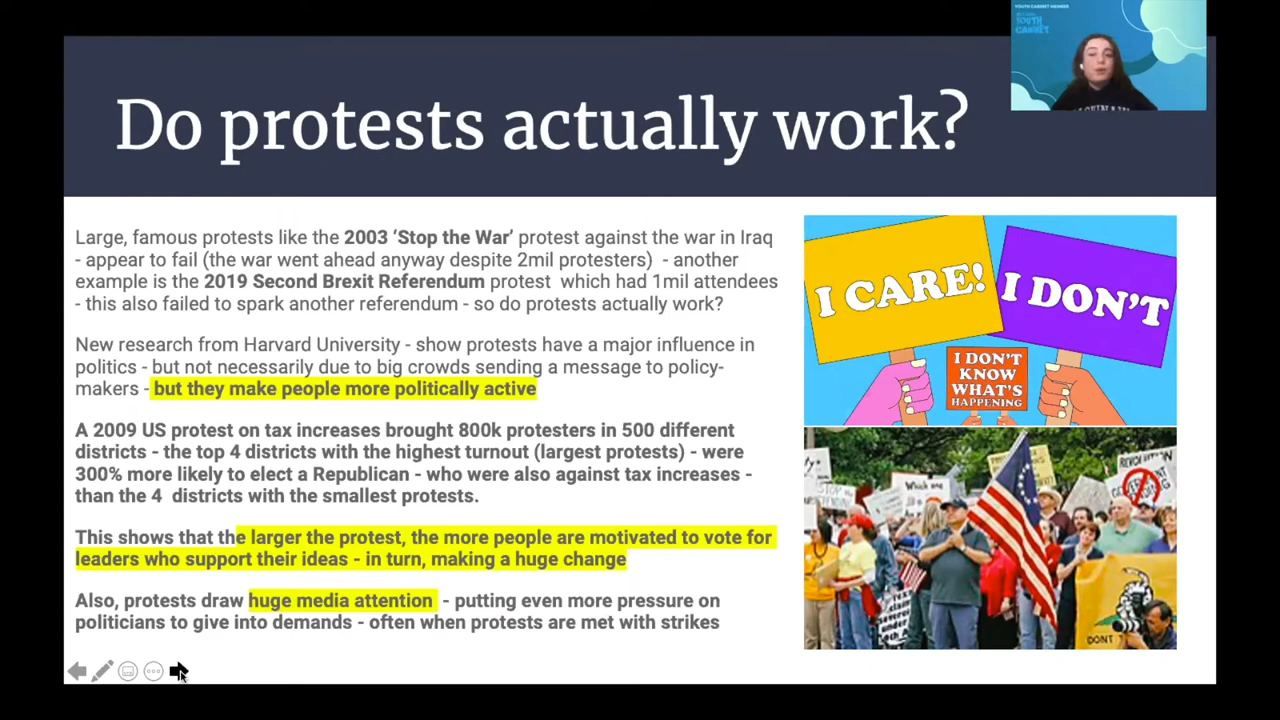 YOUTH CABINET MEMBER
YOUTH
CABINET
Do protests actually work?
Large, famous protests like the 2003 ‘Stop the War’ protest against the war in Iraq
- appear to fail (the war went ahead anyway despite 2mil protesters) - another
example is the 2019 Second Brexit Referendum protest which had 1mil attendees
- this also failed to spark another referendum - so do protests actually work?
New research from Harvard University - show protests have a major influence in
politics - but not necessarily due to big crowds sending a message to policy-
makers - but they make people more politically active
A 2009 US protest on tax increases brought 800k protesters in 500 different
districts - the top 4 districts with the highest turnout (largest protests) - were
300% more likely to elect a Republican - who were also against tax increases -
than the 4 districts with the smallest protests.
This shows that the larger the protest, the more people are motivated to vote for
leaders who support their ideas - in turn, making a huge change
Also, protests draw huge media attention - putting even more pressure on
politicians to give into demands - often when protests are met with strikes
I CARE!
I DON'T
I DON'T
KNOW
WHAT'S
HAPPENING
Which one
REVOLUTION
DONT